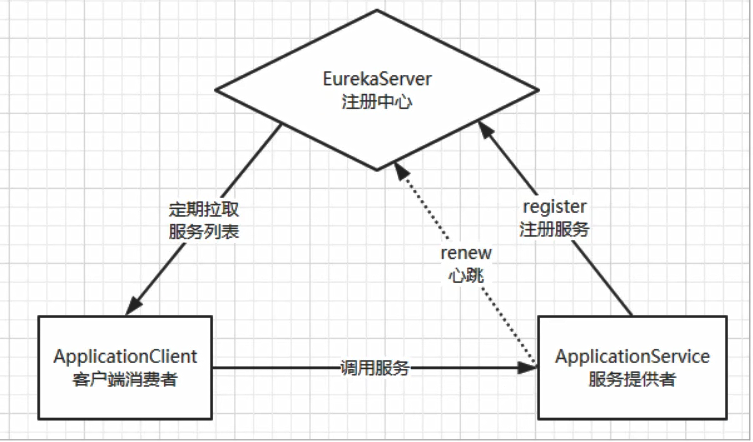 EurekaServer
注册中心
定期拉取
服务列表
register
注册服务
renew
心跳
ApplicationClient
客户端消费者
调用服务
ApplicationService
服务提供者